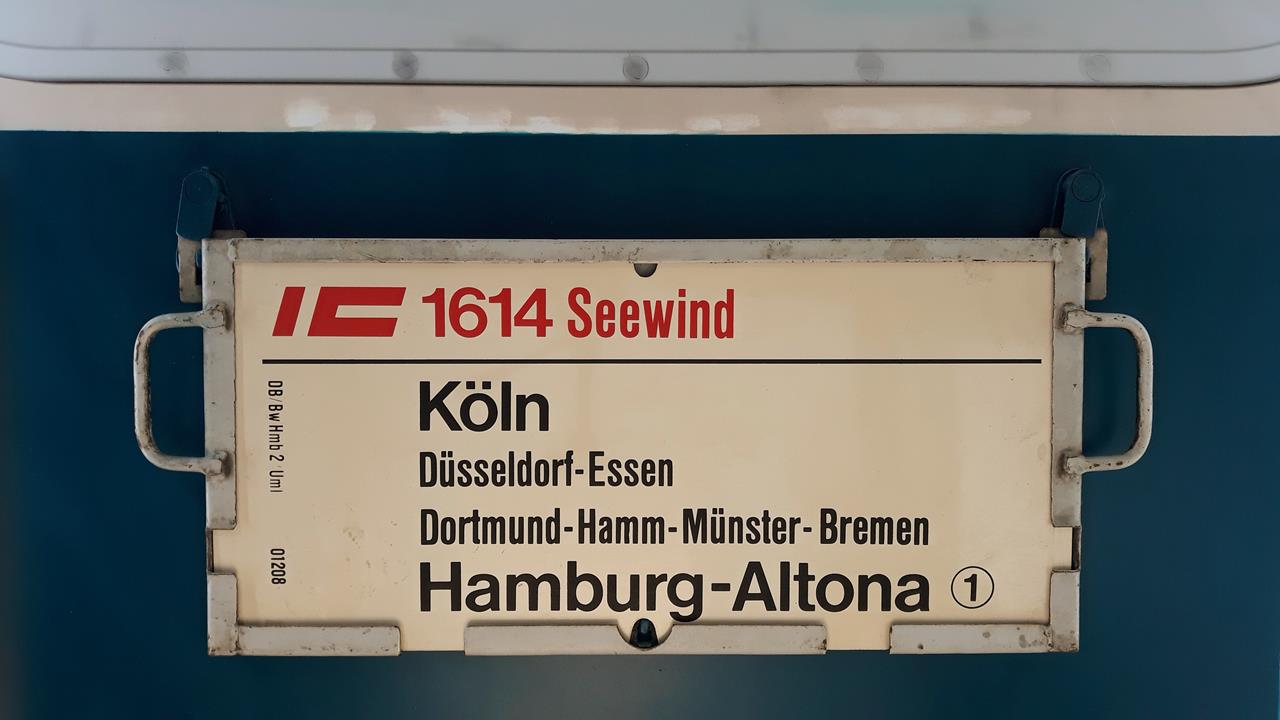 IC 1614 Seewind
Köln
Düsseldorf-Essen
Dortmund-Hamm-Münster-Bremen
Hamburg-Altona 1
DB/Bw Hmb 2 Uml
01208